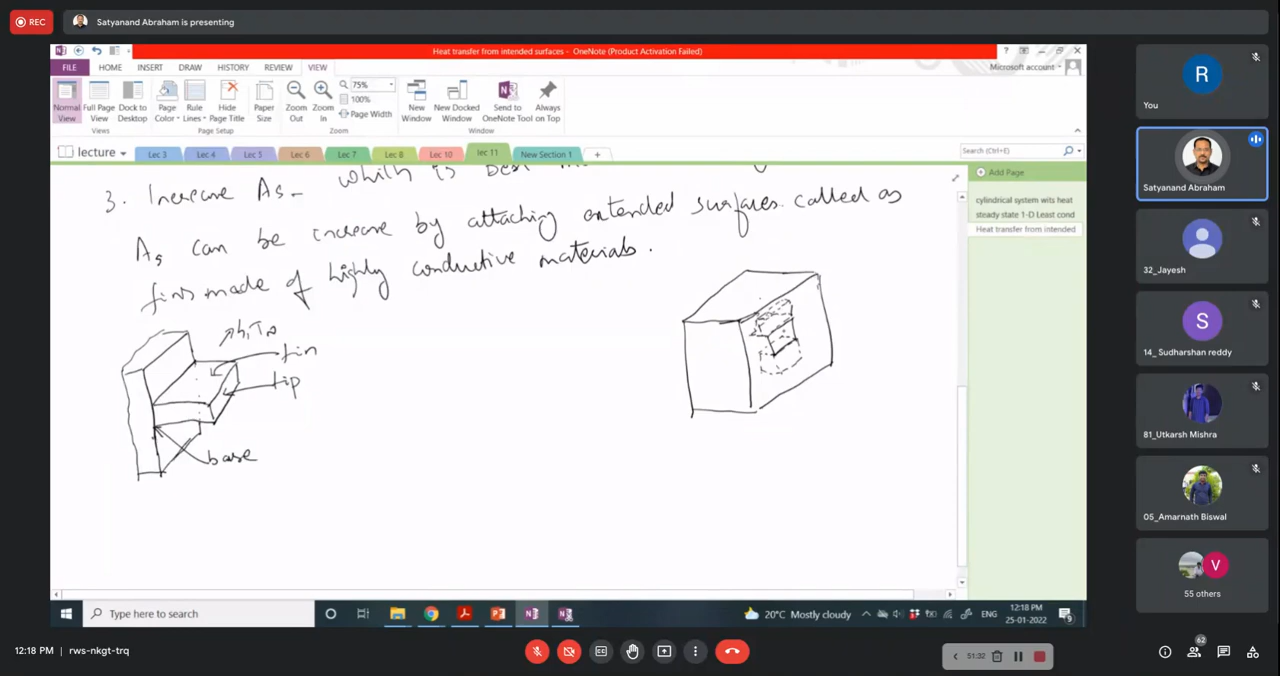 REC
Satyanand Abraham is presenting
Heat transfer from intended surfaces - OneNote (Product Activation Failed)
FILE HOME INSERT DRAW HISTORY REVIEW VIEW
Microsoft account
Normal View
Full Page View
Dock to Desktop
Views
Page Color
Rule Lines
Hide Page Title
Paper Size
Page Setup
Zoom Out
Zoom In
75%
100%
Page Width
Zoom
New Window
New Docked Window
Send to OneNote Tool
Always on Top
Window
lecture
Lec 3 Lec 4 Lec 5 Lec 6 Lec 7 Lec 8 Lec 10 lec 11 New Section 1
Search (Ctrl+E)
Add Page
cylindrical system wits heat
steady state 1-D Least cond
Heat transfer from intended
3. Increase As - which is best
As can be increase by attaching extended surfaces called as
fins made of highly conductive materials.
h, T∞
fin
tip
base
R
You
Satyanand Abraham
32_Jayesh
S
14_ Sudharshan reddy
81_Utkarsh Mishra
05_Amarnath Biswal
V
55 others
Type here to search
20°C Mostly cloudy
ENG
12:18 PM
25-01-2022
9
12:18 PM | rws-nkgt-trq
51:32
62